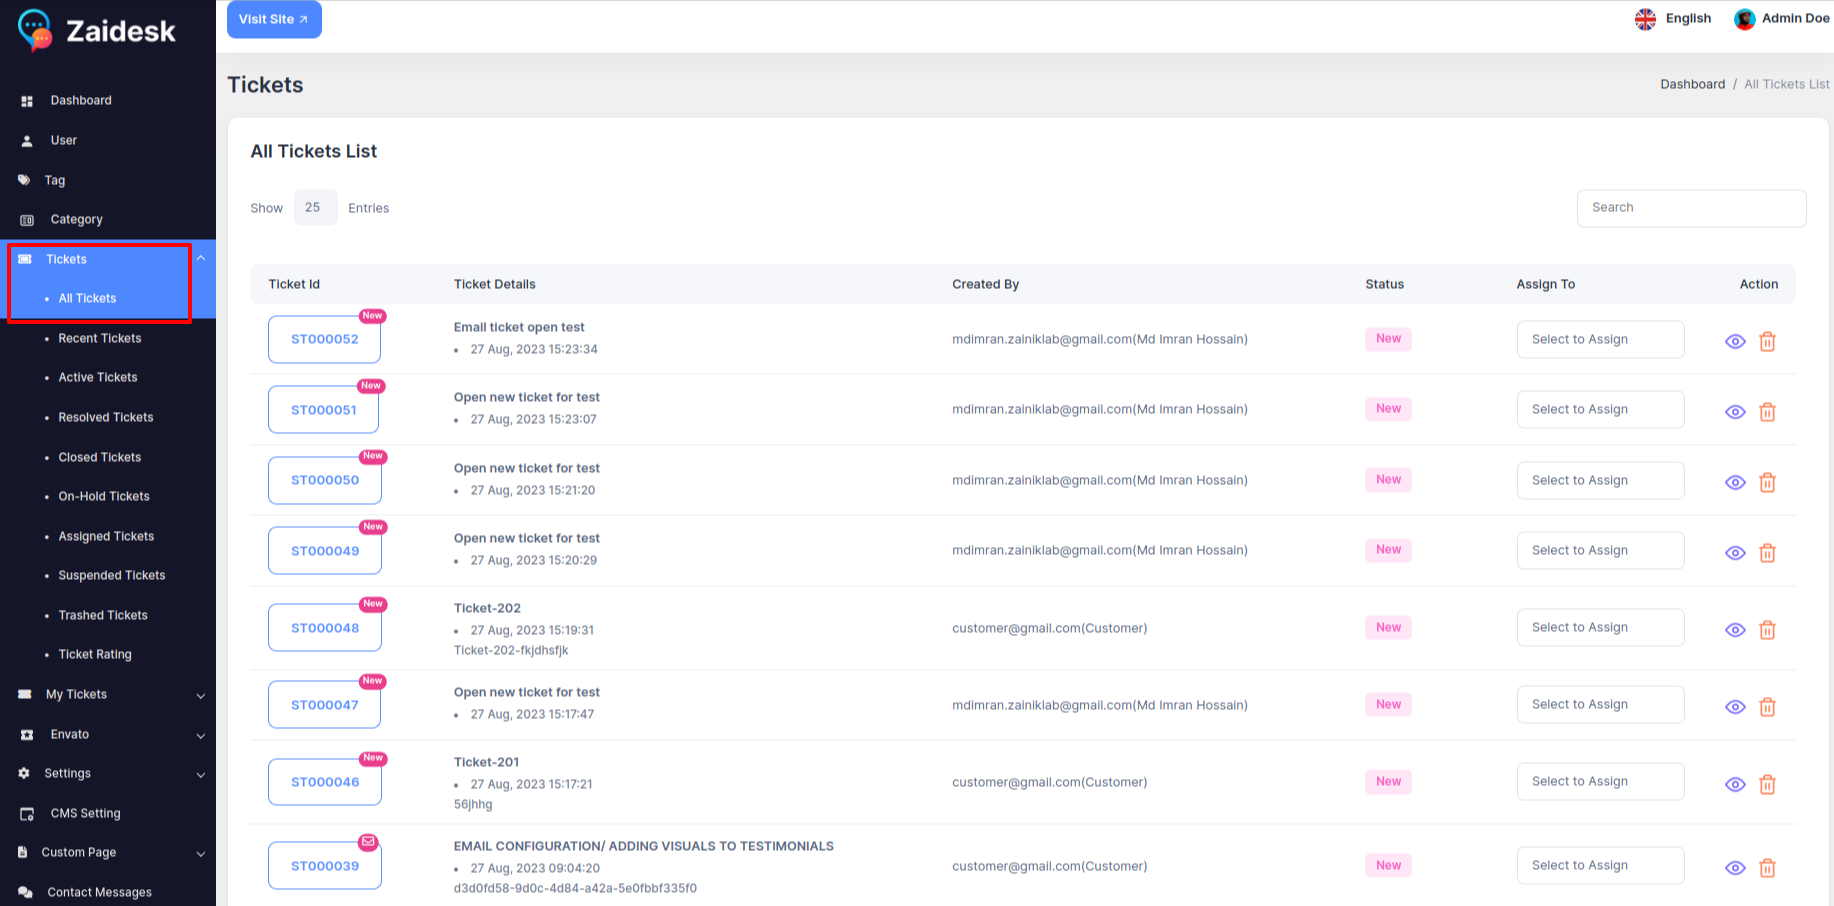 Zaidesk
Visit Site
English
Admin Doe
Dashboard
User
Tag
Category
Tickets
All Tickets
Recent Tickets
Active Tickets
Resolved Tickets
Closed Tickets
On-Hold Tickets
Assigned Tickets
Suspended Tickets
Trashed Tickets
Ticket Rating
My Tickets
Envato
Settings
CMS Setting
Custom Page
Contact Messages
Tickets
Dashboard / All Tickets List
All Tickets List
Show 25 Entries
Search
Ticket Id Ticket Details Created By Status Assign To Action
New
ST000052
Email ticket open test
27 Aug, 2023 15:23:34
mdimran.zainiklab@gmail.com(Md Imran Hossain)
New
Select to Assign
New
ST000051
Open new ticket for test
27 Aug, 2023 15:23:07
mdimran.zainiklab@gmail.com(Md Imran Hossain)
New
Select to Assign
New
ST000050
Open new ticket for test
27 Aug, 2023 15:21:20
mdimran.zainiklab@gmail.com(Md Imran Hossain)
New
Select to Assign
New
ST000049
Open new ticket for test
27 Aug, 2023 15:20:29
mdimran.zainiklab@gmail.com(Md Imran Hossain)
New
Select to Assign
New
ST000048
Ticket-202
27 Aug, 2023 15:19:31
Ticket-202-fkjdhsfjk
customer@gmail.com(Customer)
New
Select to Assign
New
ST000047
Open new ticket for test
27 Aug, 2023 15:17:47
mdimran.zainiklab@gmail.com(Md Imran Hossain)
New
Select to Assign
New
ST000046
Ticket-201
27 Aug, 2023 15:17:21
56jhhg
customer@gmail.com(Customer)
New
Select to Assign
ST000039
EMAIL CONFIGURATION/ ADDING VISUALS TO TESTIMONIALS
27 Aug, 2023 09:04:20
d3d0fd58-9d0c-4d84-a42a-5e0fbbf335f0
customer@gmail.com(Customer)
New
Select to Assign